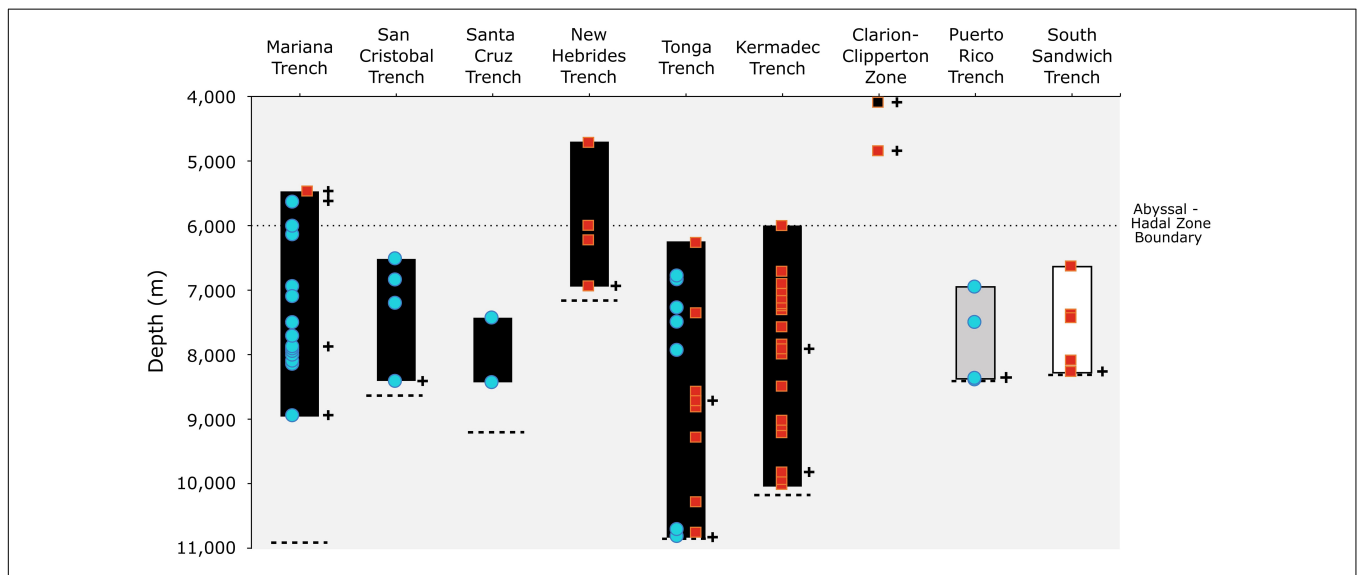 Mariana
Trench
San
Cristobal
Trench
Santa
Cruz
Trench
New
Hebrides
Trench
Tonga
Trench
Kermadec
Trench
Clarion-
Clipperton
Zone
Puerto
Rico
Trench
South
Sandwich
Trench
4,000
5,000
6,000
7,000
8,000
9,000
10,000
11,000
Depth (m)
Abyssal -
Hadal Zone
Boundary